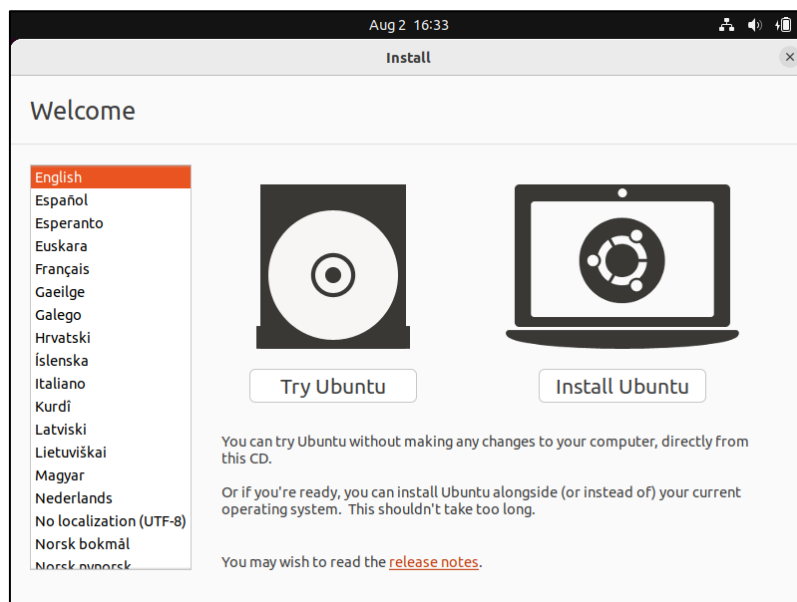 Aug 2 16:33
Install
Welcome
English
Español
Esperanto
Euskara
Français
Gaeilge
Galego
Hrvatski
Íslenska
Italiano
Kurdî
Latviski
Lietuviškai
Magyar
Nederlands
No localization (UTF-8)
Norsk bokmål
Norsk nynorsk
Try Ubuntu
Install Ubuntu
You can try Ubuntu without making any changes to your computer, directly from
this CD.
Or if you're ready, you can install Ubuntu alongside (or instead of) your current
operating system. This shouldn't take too long.
You may wish to read the release notes.